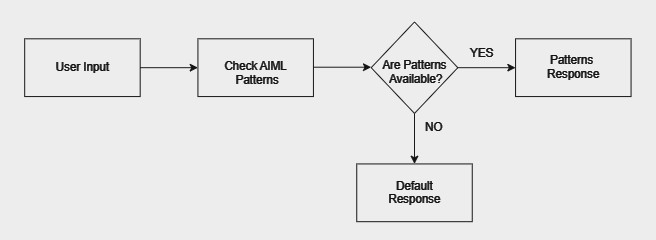 User Input
Check AIML
Patterns
Are Patterns
Available?
YES
Patterns
Response
NO
Default
Response